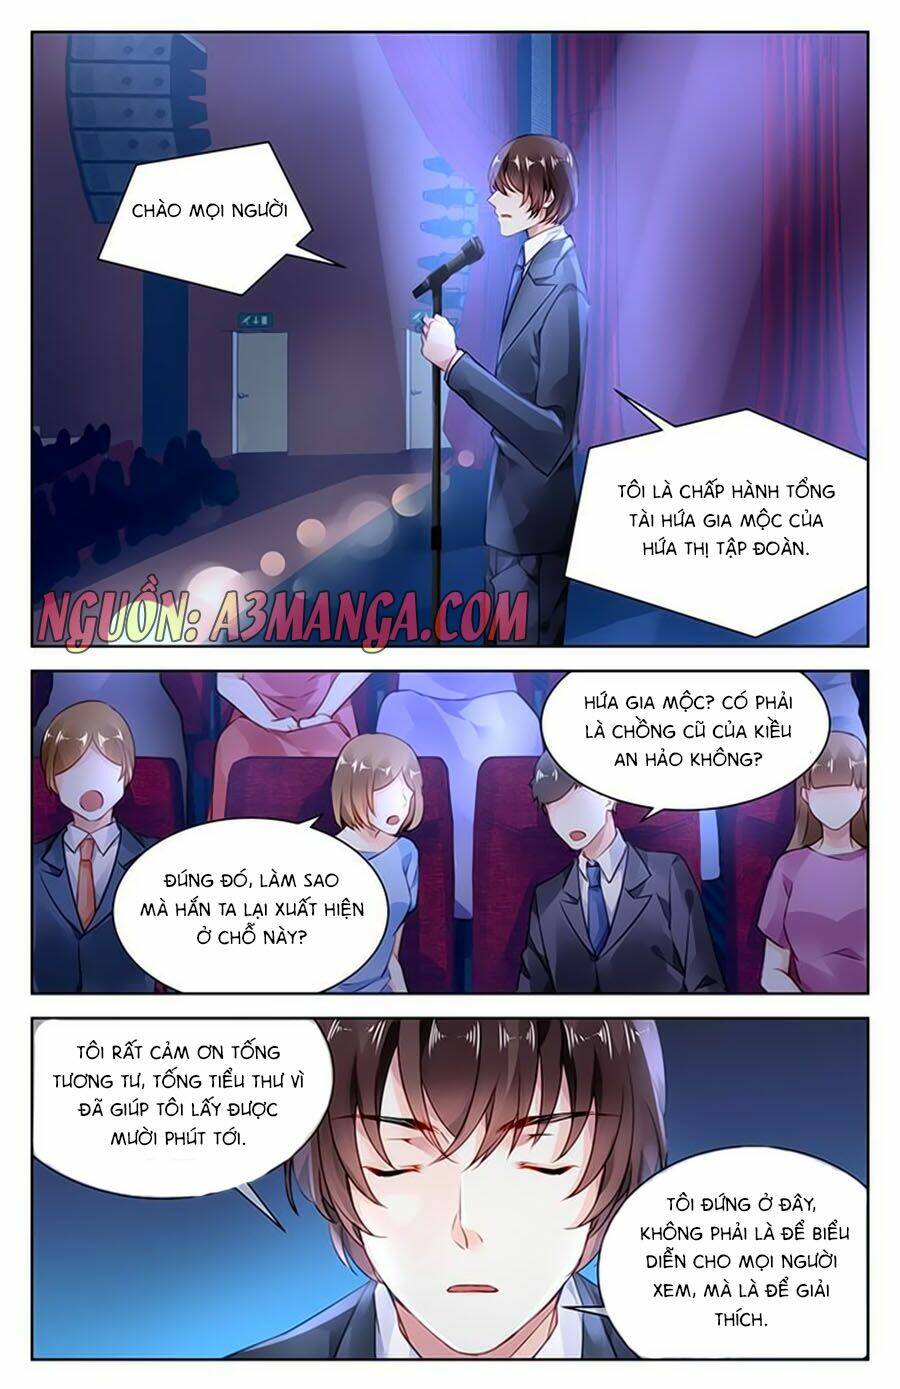 CHÀO MỌI NGƯỜI
TÔI LÀ CHẤP HÀNH TỔNG
TÀI HỨA GIA MỘC CỦA
HỨA THỊ TẬP ĐOÀN.
NGUỒN: A3MANGA.COM
HỨA GIA MỘC? CÓ PHẢI
LÀ CHỒNG CŨ CỦA KIỀU
AN HẢO KHÔNG?
ĐÚNG ĐÓ, LÀM SAO
MÀ HẮN TA LẠI XUẤT HIỆN
Ở CHỖ NÀY?
TÔI RẤT CẢM ƠN TỐNG
TƯƠNG TƯ, TỐNG TIỂU THƯ VÌ
ĐÃ GIÚP TÔI LẤY ĐƯỢC
MƯỜI PHÚT TỚI.
TÔI ĐỨNG Ở ĐÂY,
KHÔNG PHẢI LÀ ĐỂ BIỂU
DIỄN CHO MỌI NGƯỜI
XEM, MÀ LÀ ĐỂ GIẢI
THÍCH.